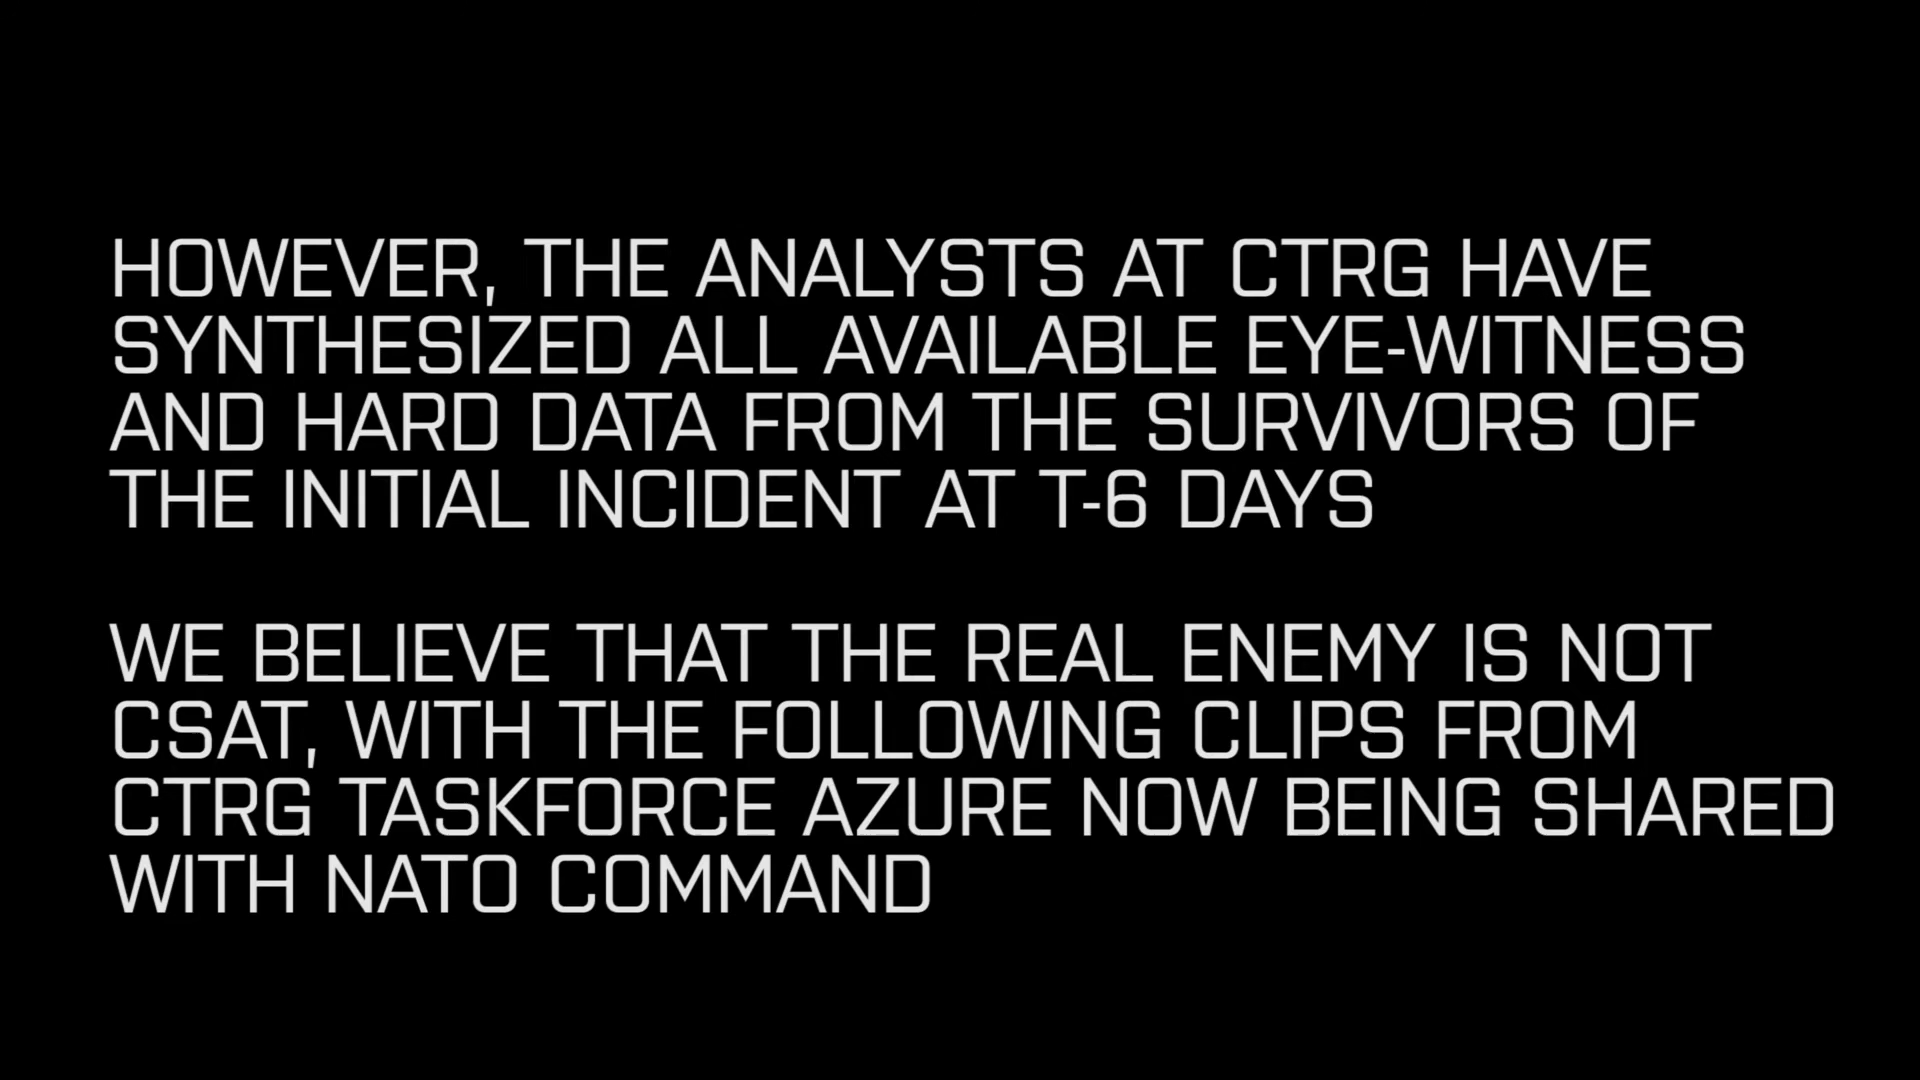 HOWEVER, THE ANALYSTS AT CTRG HAVE
SYNTHESIZED ALL AVAILABLE EYE-WITNESS
AND HARD DATA FROM THE SURVIVORS OF
THE INITIAL INCIDENT AT T-6 DAYS
WE BELIEVE THAT THE REAL ENEMY IS NOT
CSAT, WITH THE FOLLOWING CLIPS FROM
CTRG TASKFORCE AZURE NOW BEING SHARED
WITH NATO COMMAND